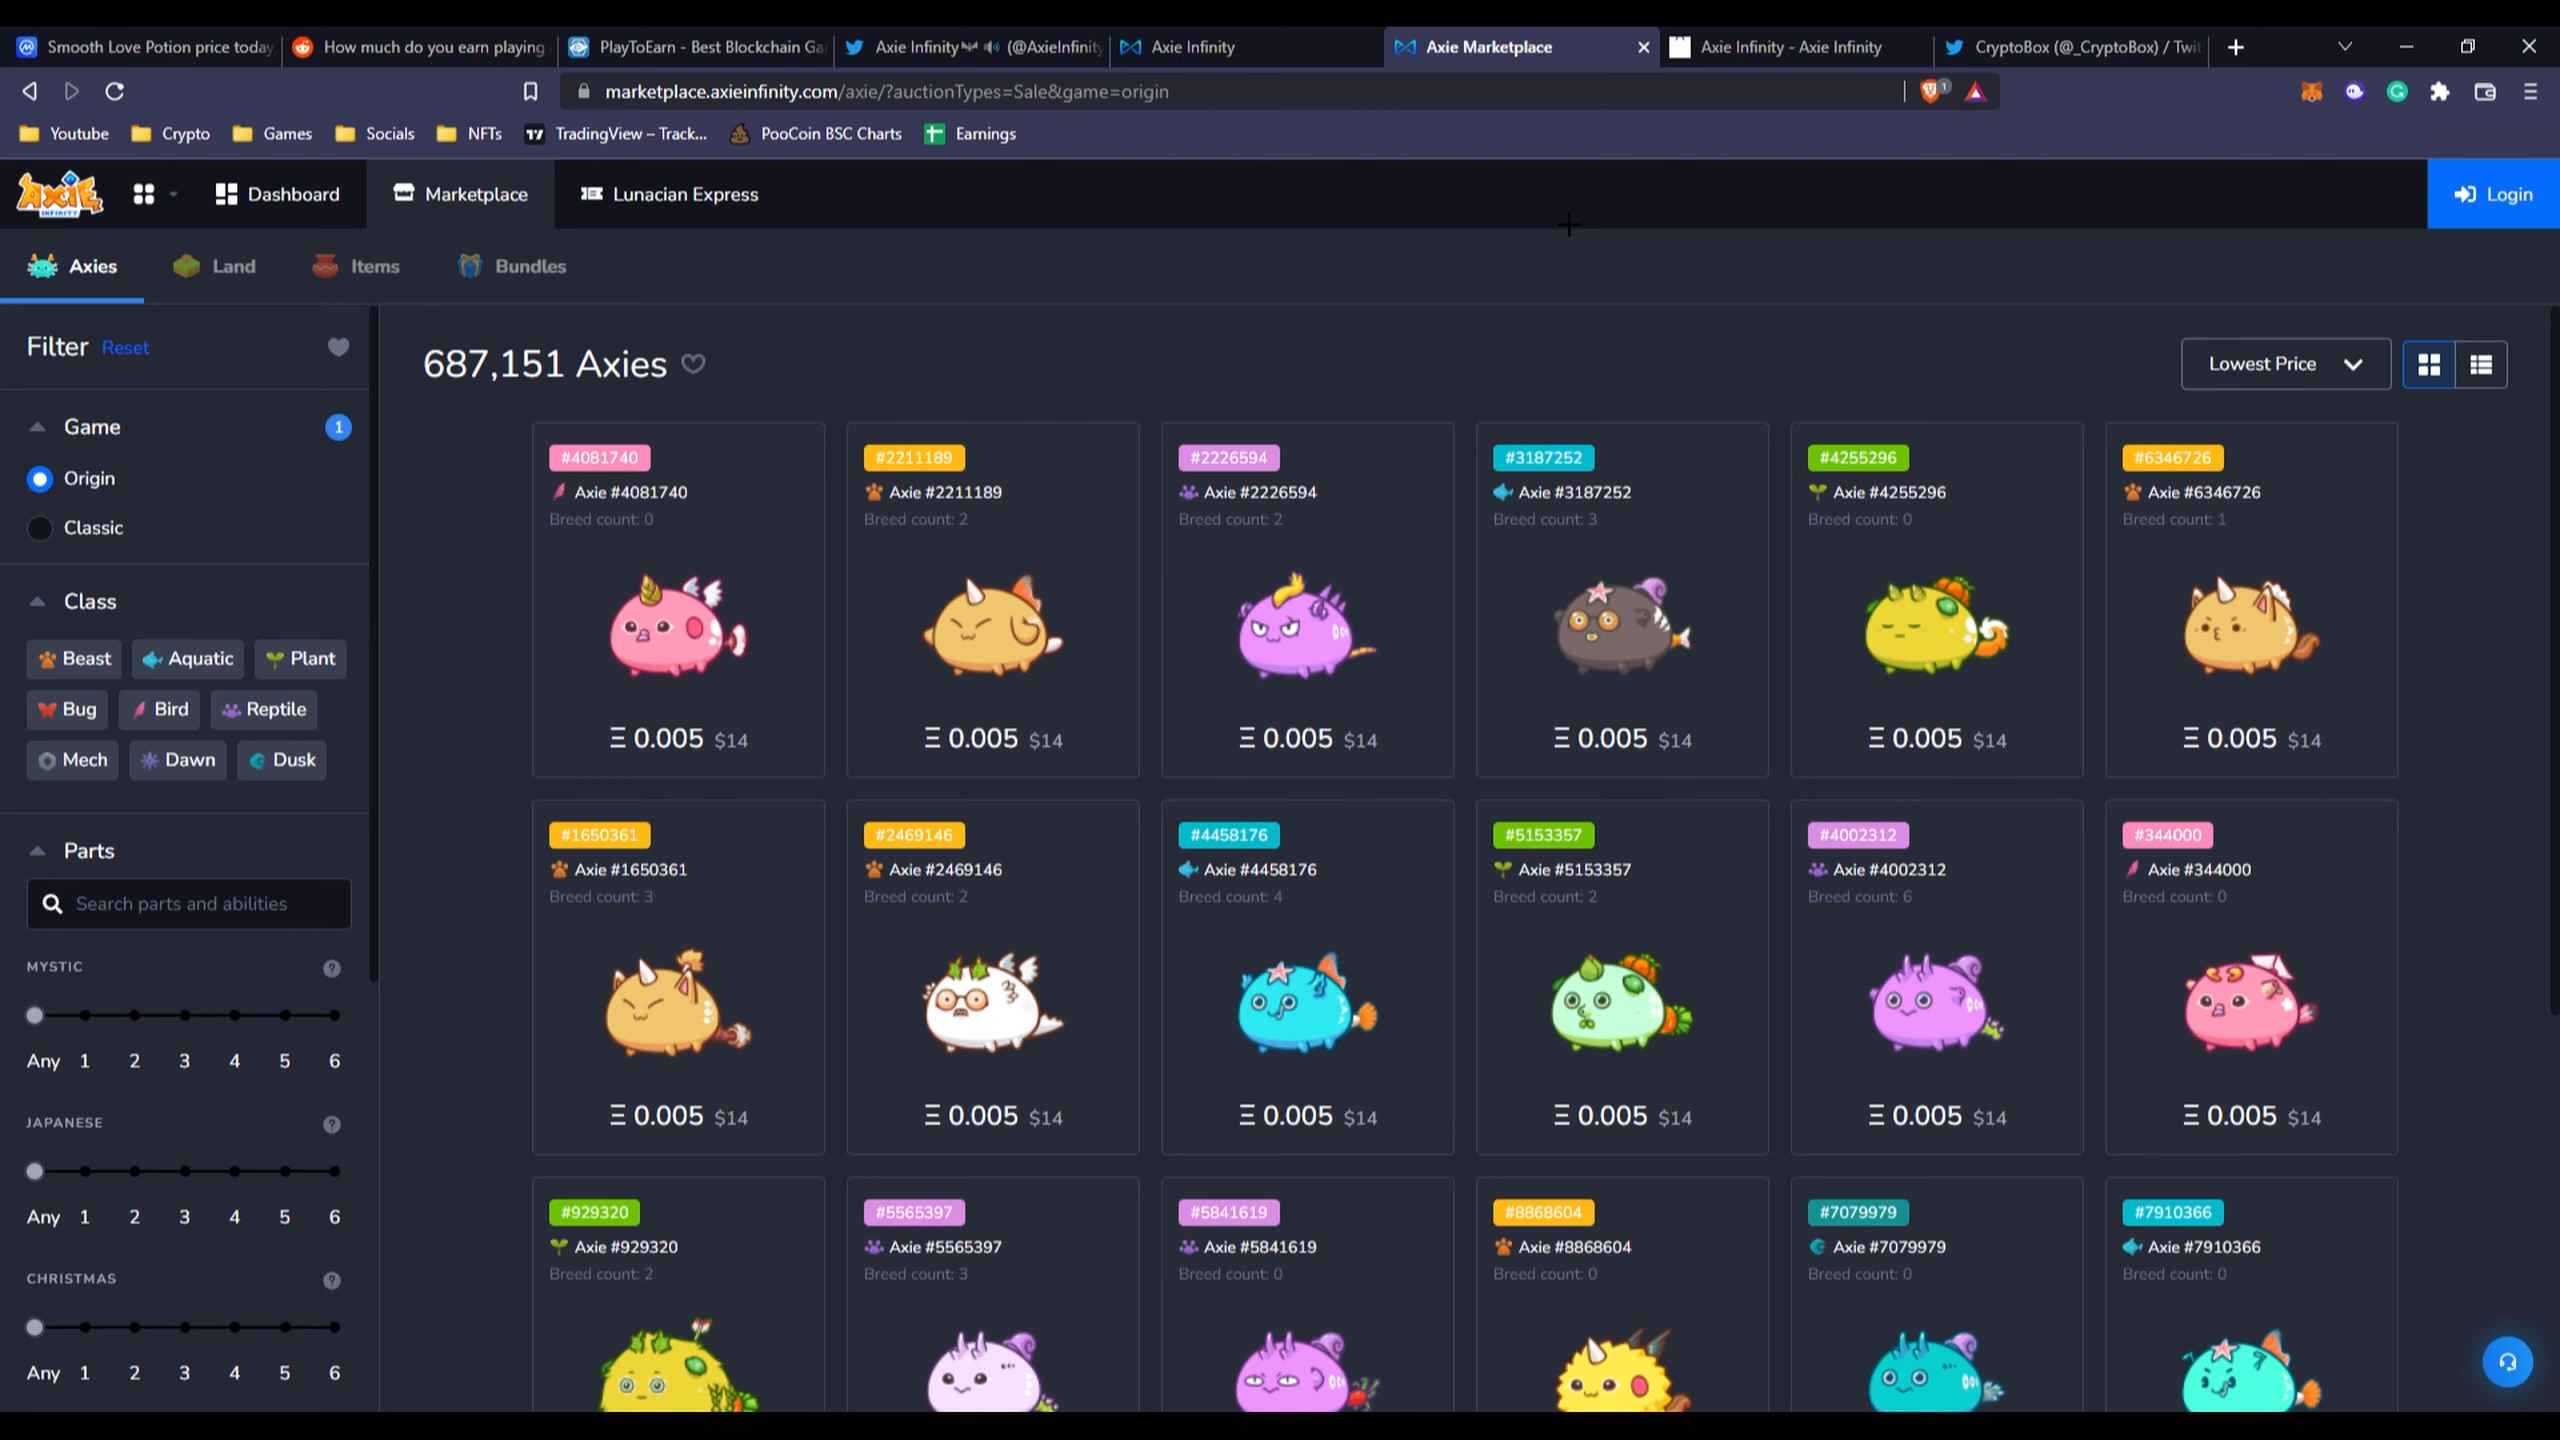 Smooth Love Potion price today
How much do you earn playing
PlayToEarn - Best Blockchain Ga
Axie Infinity (@AxieInfinity
Axie Infinity
Axie Marketplace
Axie Infinity - Axie Infinity
CryptoBox (@_CryptoBox) / Twit
marketplace.axieinfinity.com/axie/?auctionTypes=Sale&game=origin
1
Youtube
Crypto
Games
Socials
NFTs
TradingView – Track...
PooCoin BSC Charts
Earnings
AXIE INFINITY
Dashboard
Marketplace
Lunacian Express
Login
Axies
Land
Items
Bundles
Filter Reset
Game 1
Origin
Classic
Class
Beast Aquatic Plant
Bug Bird Reptile
Mech Dawn Dusk
Parts
Search parts and abilities
MYSTIC ?
Any 1 2 3 4 5 6
JAPANESE ?
Any 1 2 3 4 5 6
CHRISTMAS ?
Any 1 2 3 4 5 6
687,151 Axies
Lowest Price
#4081740
Axie #4081740
Breed count: 0
Ξ 0.005 $14
#2211189
Axie #2211189
Breed count: 2
Ξ 0.005 $14
#2226594
Axie #2226594
Breed count: 2
Ξ 0.005 $14
#3187252
Axie #3187252
Breed count: 3
Ξ 0.005 $14
#4255296
Axie #4255296
Breed count: 0
Ξ 0.005 $14
#6346726
Axie #6346726
Breed count: 1
Ξ 0.005 $14
#1650361
Axie #1650361
Breed count: 3
Ξ 0.005 $14
#2469146
Axie #2469146
Breed count: 2
Ξ 0.005 $14
#4458176
Axie #4458176
Breed count: 4
Ξ 0.005 $14
#5153357
Axie #5153357
Breed count: 2
Ξ 0.005 $14
#4002312
Axie #4002312
Breed count: 6
Ξ 0.005 $14
#344000
Axie #344000
Breed count: 0
Ξ 0.005 $14
#929320
Axie #929320
Breed count: 2
#5565397
Axie #5565397
Breed count: 3
#5841619
Axie #5841619
Breed count: 0
#8868604
Axie #8868604
Breed count: 0
#7079979
Axie #7079979
Breed count: 0
#7910366
Axie #7910366
Breed count: 0